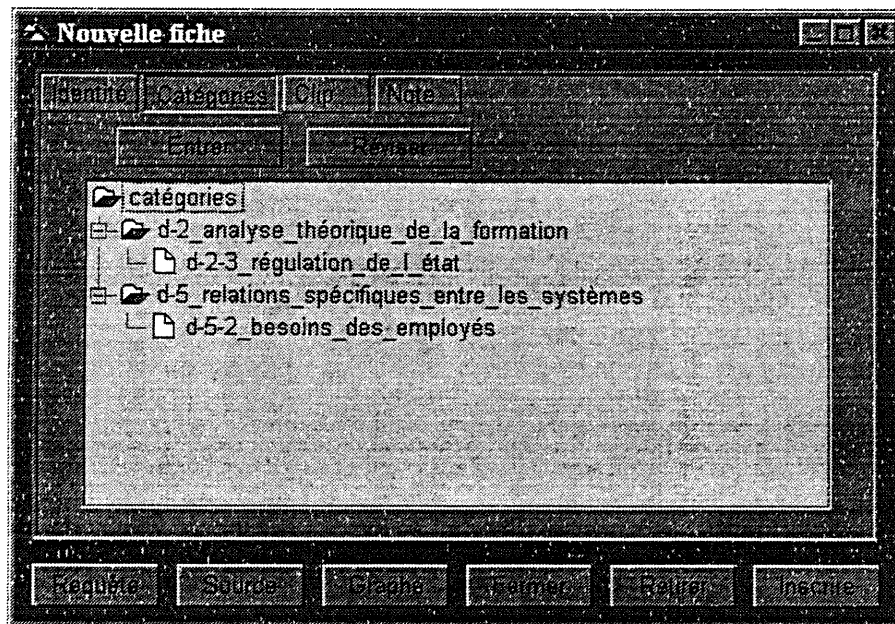 Nouvelle fiche
Identité Catégories Clip Note
Entrer Réviser
catégories
d-2_analyse_théorique_de_la_formation
d-2-3_régulation_de_l_état
d-5_relations_spécifiques_entre_les_systèmes
d-5-2_besoins_des_employés
Requête Source Graphe Fermer Retirer Inscrire